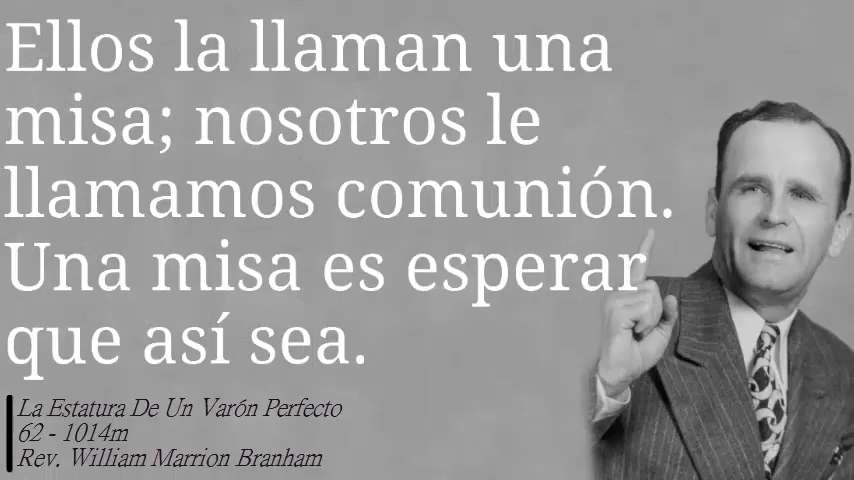 Ellos la llaman una
misa; nosotros le
llamamos comunión.
Una misa es esperar
que así sea.
La Estatura De Un Varón Perfecto
62 - 1014m
Rev. William Marrion Branham